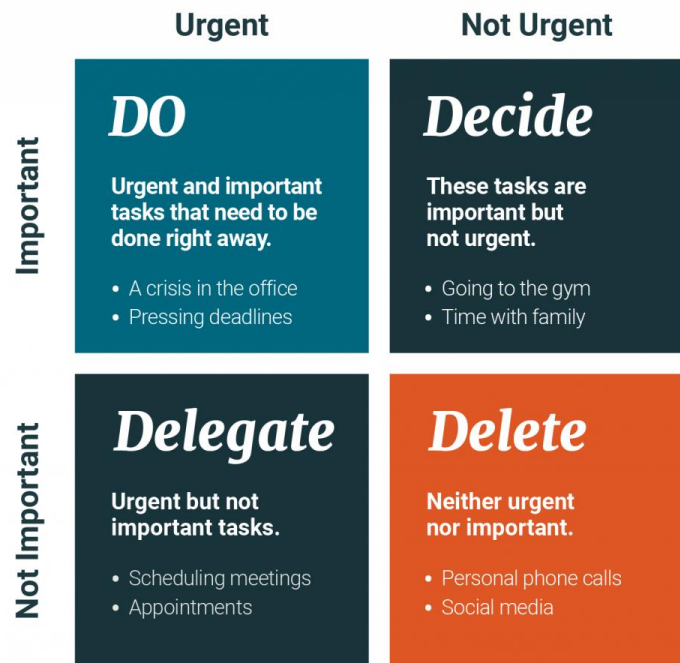 Urgent
Not Urgent
Important
DO
Urgent and important
tasks that need to be
done right away.
• A crisis in the office
• Pressing deadlines
Decide
These tasks are
important but
not urgent.
• Going to the gym
• Time with family
Not Important
Delegate
Urgent but not
important tasks.
• Scheduling meetings
• Appointments
Delete
Neither urgent
nor important.
• Personal phone calls
• Social media